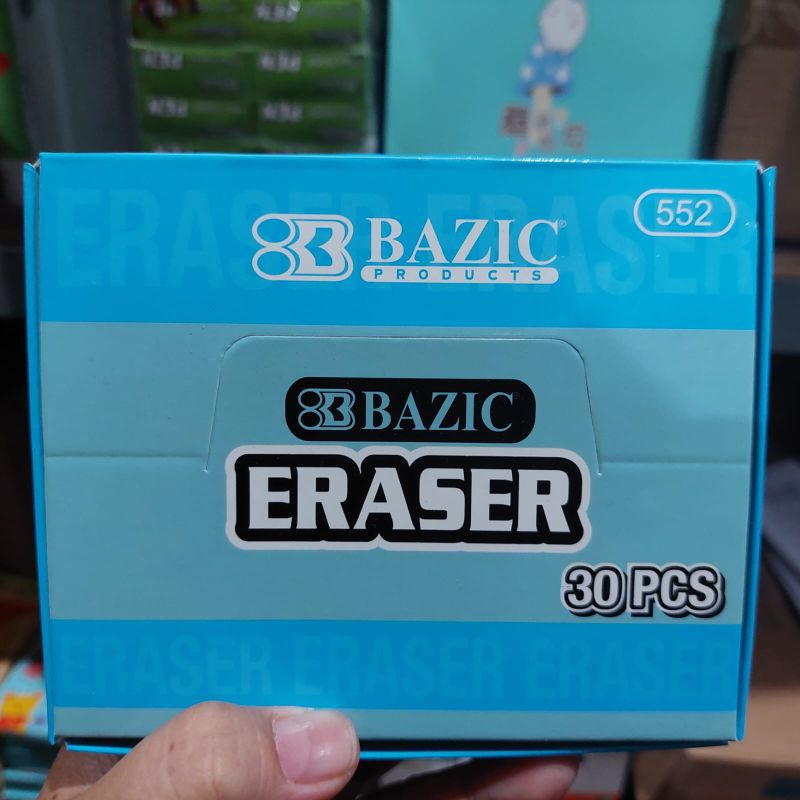 ERASER ERASER
BAZIC®
PRODUCTS
552
BAZIC
ERASER
30 PCS
ERASER ERASER ERASER